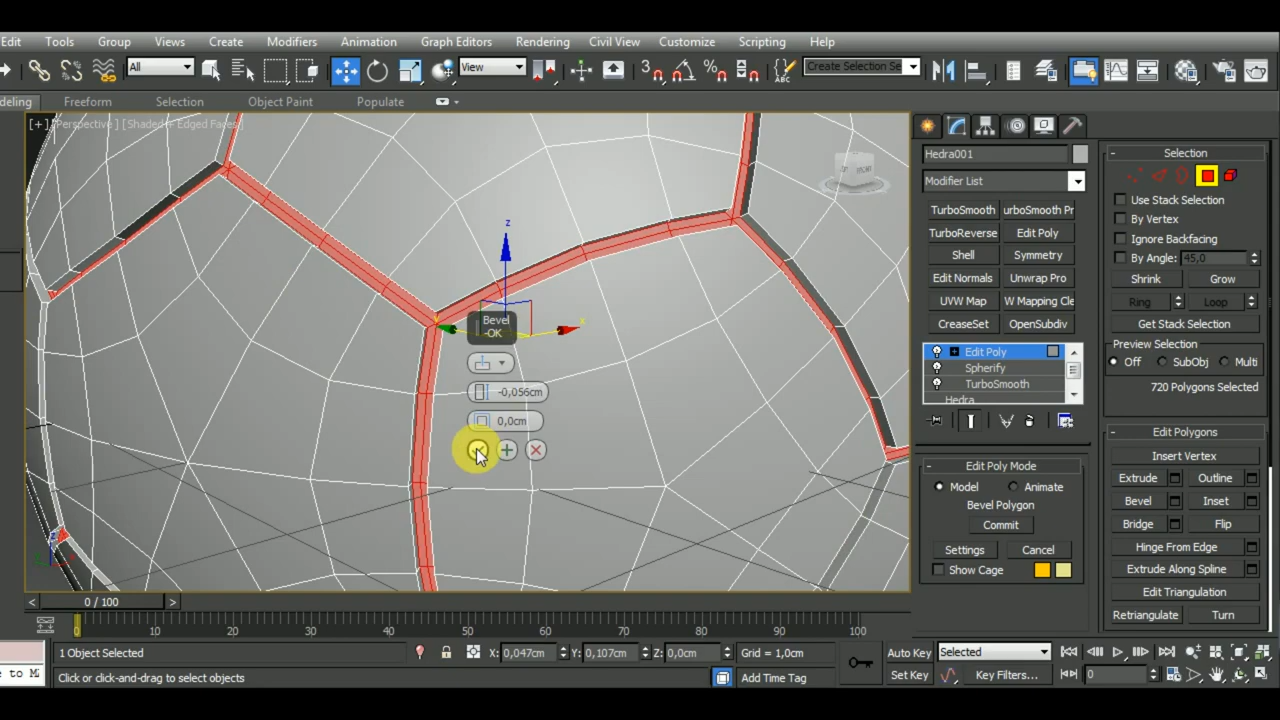 Edit Tools Group Views Create Modifiers Animation Graph Editors Rendering Civil View Customize Scripting Help
All View 3 % ABC Create Selection Se
deling Freeform Selection Object Paint Populate
[+] [Perspective] [Shaded + Edged Faces]
Hedra001
Modifier List
TurboSmooth urboSmooth Pr
TurboReverse Edit Poly
Shell Symmetry
Edit Normals Unwrap Pro
UVW Map W Mapping Cle
CreaseSet OpenSubdiv
Edit Poly
Spherify
TurboSmooth
Hedra
- Edit Poly Mode
Model Animate
Bevel Polygon
Commit
Settings Cancel
Show Cage
- Selection
Use Stack Selection
By Vertex
Ignore Backfacing
By Angle: 45,0
Shrink Grow
Ring Loop
Get Stack Selection
Preview Selection
Off SubObj Multi
720 Polygons Selected
- Edit Polygons
Insert Vertex
Extrude Outline
Bevel Inset
Bridge Flip
Hinge From Edge
Extrude Along Spline
Edit Triangulation
Retriangulate Turn
z
x
y
Bevel
-OK
-0,056cm
0,0cm
< 0 / 100 >
0 10 20 30 40 50 60 70 80 90 100
1 Object Selected X: 0,047cm Y: 0,107cm Z: 0,0cm Grid = 1,0cm Auto Key Selected
Click or click-and-drag to select objects Add Time Tag Set Key Key Filters... 0